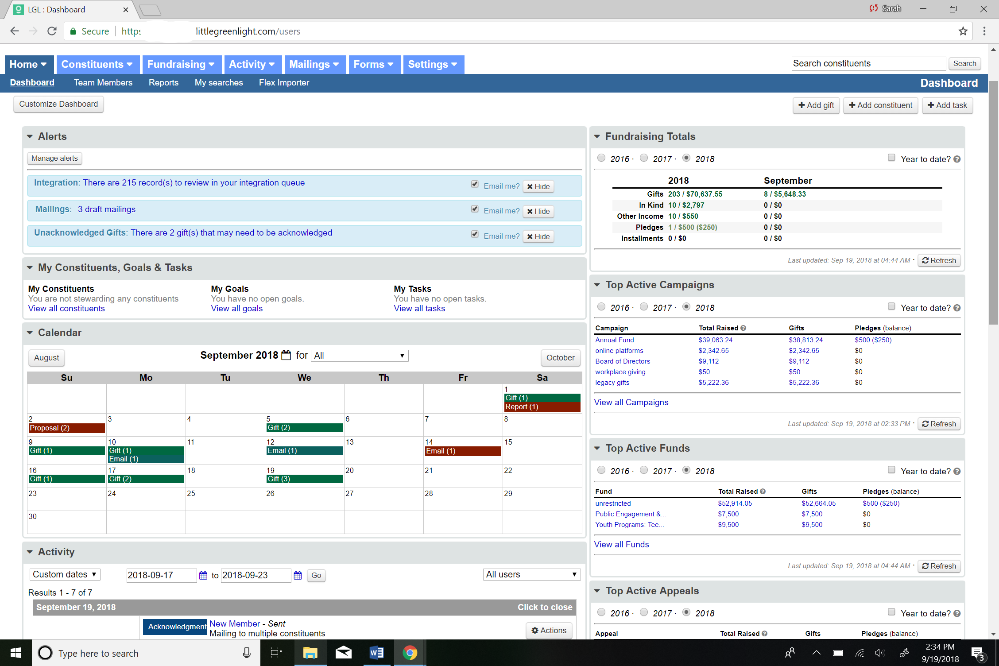 LGL : Dashboard
Sarah
Secure https littlegreenlight.com/users
Home Constituents Fundraising Activity Mailings Forms Settings
Search constituents Search
Dashboard Team Members Reports My searches Flex Importer Dashboard
Customize Dashboard + Add gift + Add constituent + Add task
Alerts
Manage alerts
Integration: There are 215 record(s) to review in your integration queue Email me? Hide
Mailings: 3 draft mailings Email me? Hide
Unacknowledged Gifts: There are 2 gift(s) that may need to be acknowledged Email me? Hide
My Constituents, Goals & Tasks
My Constituents My Goals My Tasks
You are not stewarding any constituents You have no open goals. You have no open tasks.
View all constituents View all goals View all tasks
Calendar
August September 2018 for All October
Su Mo Tu We Th Fr Sa
1
Gift (1)
Report (1)
2 3 4 5 6 7 8
Proposal (2) Gift (2)
9 10 11 12 13 14 15
Gift (1) Gift (1) Email (1) Email (1)
Email (1)
16 17 18 19 20 21 22
Gift (1) Gift (2) Gift (3)
23 24 25 26 27 28 29
30
Activity
Custom dates 2018-09-17 to 2018-09-23 Go All users
Results 1 - 7 of 7
September 19, 2018 Click to close
Acknowledgment New Member - Sent
Mailing to multiple constituents
Actions
Fundraising Totals
2016 · 2017 · 2018 Year to date? ?
2018 September
Gifts 203 / $70,637.55 8 / $5,648.33
In Kind 10 / $2,797 0 / $0
Other Income 10 / $550 0 / $0
Pledges 1 / $500 ($250) 0 / $0
Installments 0 / $0 0 / $0
Last updated: Sep 19, 2018 at 04:44 AM · Refresh
Top Active Campaigns
2016 · 2017 · 2018 Year to date? ?
Campaign Total Raised ? Gifts Pledges (balance)
Annual Fund $39,063.24 $38,813.24 $500 ($250)
online platforms $2,342.65 $2,342.65 $0
Board of Directors $9,112 $9,112 $0
workplace giving $50 $50 $0
legacy gifts $5,222.36 $5,222.36 $0
View all Campaigns
Last updated: Sep 19, 2018 at 02:33 PM · Refresh
Top Active Funds
2016 · 2017 · 2018 Year to date? ?
Fund Total Raised ? Gifts Pledges (balance)
unrestricted $52,914.05 $52,664.05 $500 ($250)
Public Engagement &... $7,500 $7,500 $0
Youth Programs: Tee... $9,500 $9,500 $0
View all Funds
Last updated: Sep 19, 2018 at 04:44 AM · Refresh
Top Active Appeals
2016 · 2017 · 2018 Year to date? ?
Appeal Total Raised ? Gifts Pledges (balance)
Type here to search
2:34 PM
9/19/2018
3